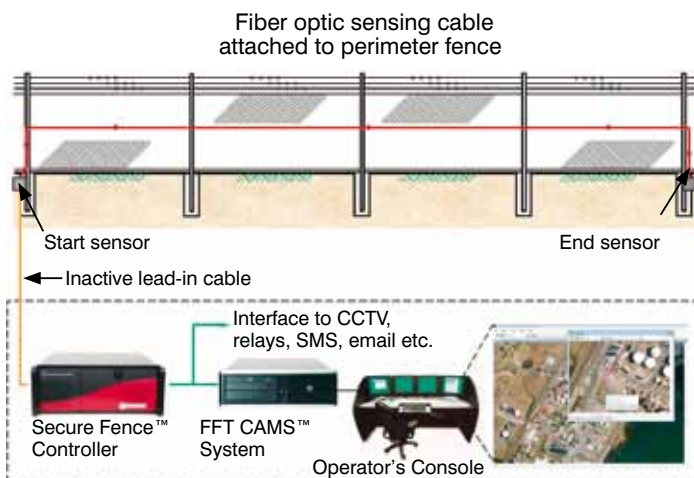 Fiber optic sensing cable
attached to perimeter fence
Start sensor
End sensor
Inactive lead-in cable
Interface to CCTV,
relays, SMS, email etc.
Secure Fence™
Controller
FFT CAMS™
System
Operator's Console